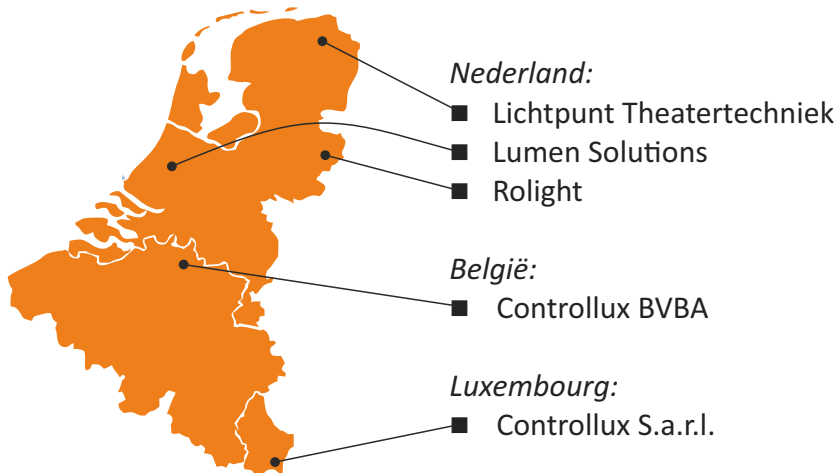 Nederland:
■ Lichtpunt Theatertechniek
■ Lumen Solutions
■ Rolight
België:
■ Controllux BVBA
Luxembourg:
■ Controllux S.a.r.l.